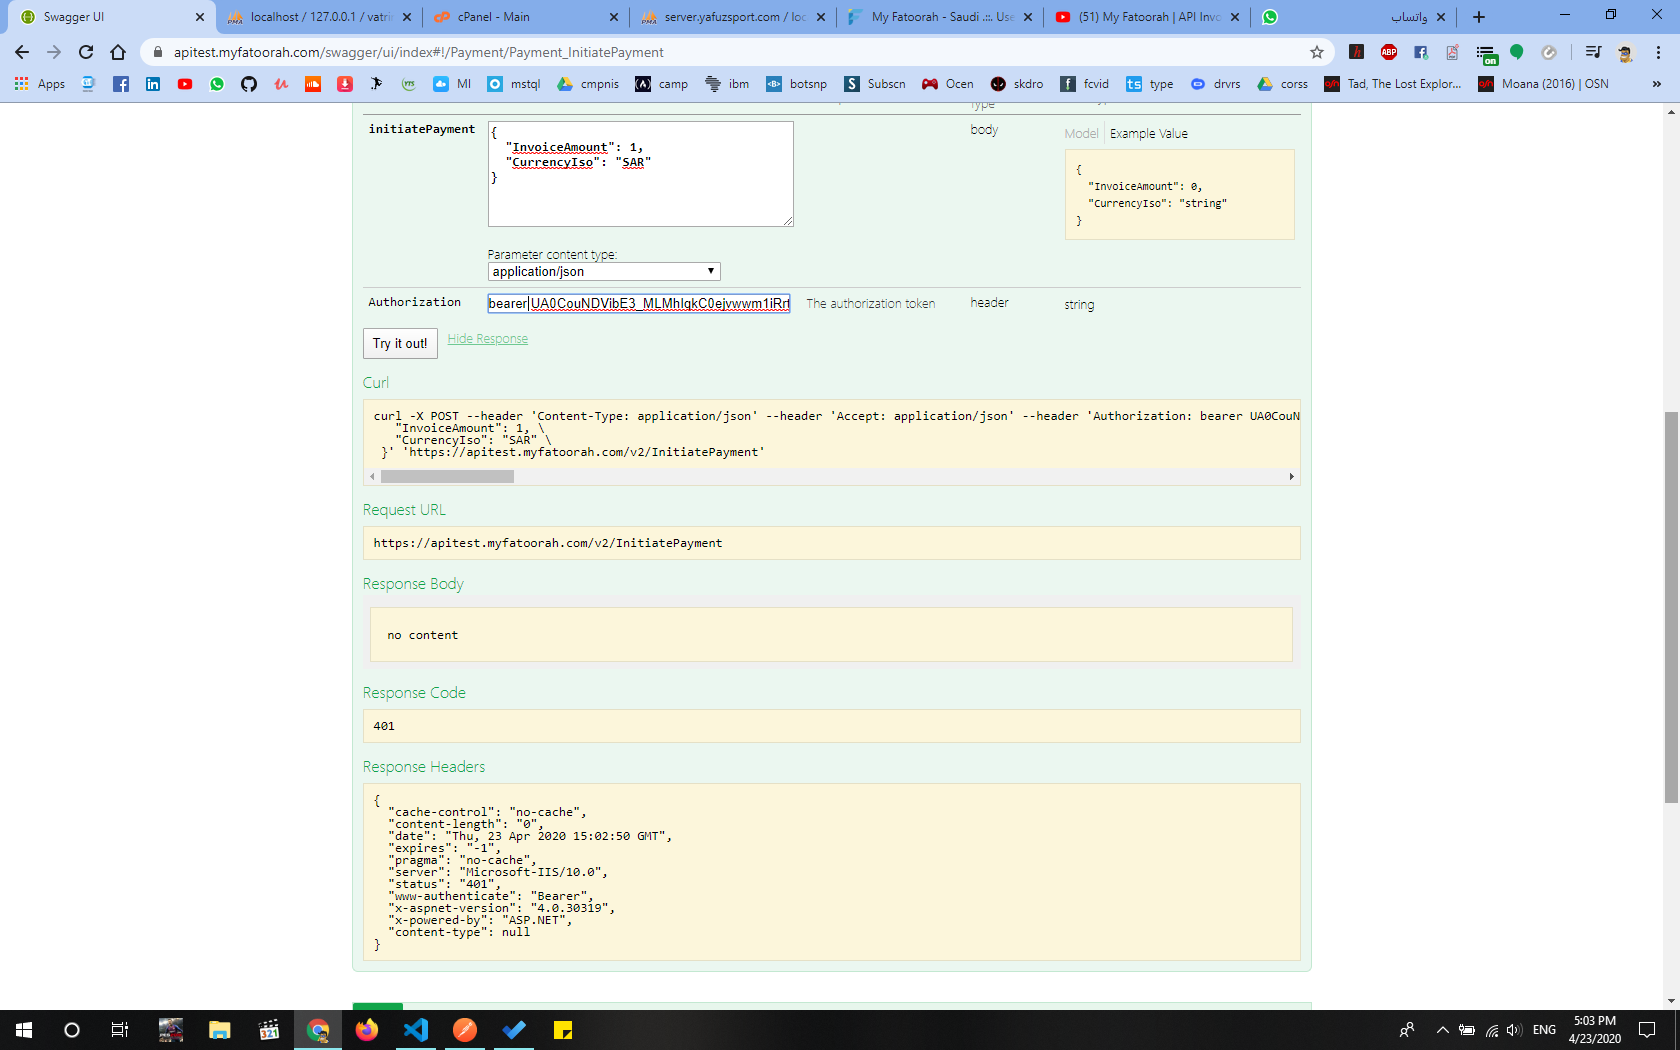 Swagger UI
localhost / 127.0.0.1 / vatri
cPanel - Main
server.yafuzsport.com / loc
My Fatoorah - Saudi .::. Use
(51) My Fatoorah | API Invo
واتساب
apitest.myfatoorah.com/swagger/ui/index#!/Payment/Payment_InitiatePayment
Apps
MI
mstql
cmpnis
camp
ibm
botsnp
Subscn
Ocen
skdro
fcvid
type
drvrs
corss
Tad, The Lost Explor...
Moana (2016) | OSN
»
Type
initiatePayment
{
"InvoiceAmount": 1,
"CurrencyIso": "SAR"
}
body
Model
Example Value
{
"InvoiceAmount": 0,
"CurrencyIso": "string"
}
Parameter content type:
application/json
Authorization
bearer UA0CouNDVibE3_MLMhIqkC0ejvwwm1iRrf
The authorization token
header
string
Try it out!
Hide Response
Curl
curl -X POST --header 'Content-Type: application/json' --header 'Accept: application/json' --header 'Authorization: bearer UA0CouN
"InvoiceAmount": 1, \
"CurrencyIso": "SAR" \
}' 'https://apitest.myfatoorah.com/v2/InitiatePayment'
Request URL
https://apitest.myfatoorah.com/v2/InitiatePayment
Response Body
no content
Response Code
401
Response Headers
{
"cache-control": "no-cache",
"content-length": "0",
"date": "Thu, 23 Apr 2020 15:02:50 GMT",
"expires": "-1",
"pragma": "no-cache",
"server": "Microsoft-IIS/10.0",
"status": "401",
"www-authenticate": "Bearer",
"x-aspnet-version": "4.0.30319",
"x-powered-by": "ASP.NET",
"content-type": null
}
ENG
5:03 PM
4/23/2020